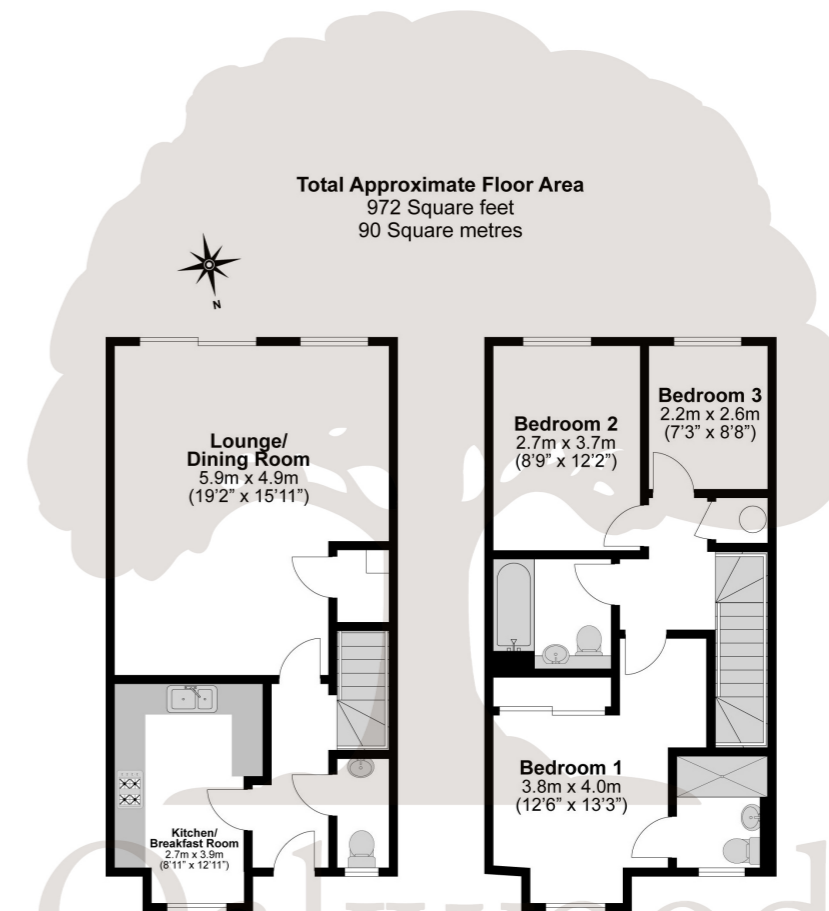 Total Approximate Floor Area
972 Square feet
90 Square metres
N
Lounge/
Dining Room
5.9m x 4.9m
(19'2” x 15'11”)
Bedroom 2
2.7m x 3.7m
(8'9” x 12'2”)
Bedroom 3
2.2m x 2.6m
(7'3” x 8'8”)
Kitchen/
Breakfast Room
2.7m x 3.9m
(8'11” x 12'11”)
Bedroom 1
3.8m x 4.0m
(12'6” x 13'3”)